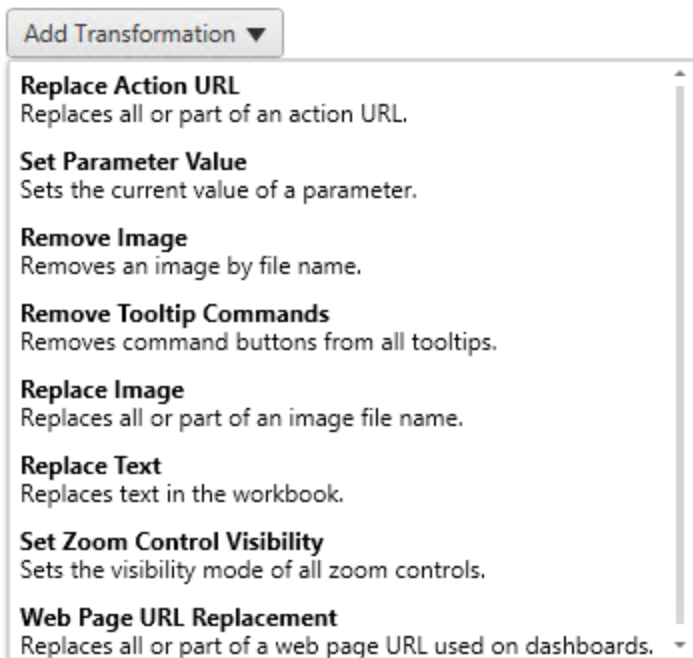 Add Transformation ▼
Replace Action URL
Replaces all or part of an action URL.
Set Parameter Value
Sets the current value of a parameter.
Remove Image
Removes an image by file name.
Remove Tooltip Commands
Removes command buttons from all tooltips.
Replace Image
Replaces all or part of an image file name.
Replace Text
Replaces text in the workbook.
Set Zoom Control Visibility
Sets the visibility mode of all zoom controls.
Web Page URL Replacement
Replaces all or part of a web page URL used on dashboards.